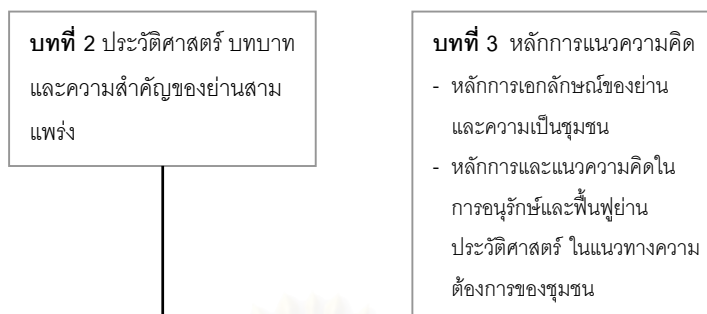 บทที่ 2 ประวัติศาสตร์ บทบาท
และความสำคัญของย่านสาม
แพร่ง
บทที่ 3 หลักการแนวความคิด
- หลักการเอกลักษณ์ของย่าน
และความเป็นชุมชน
- หลักการและแนวความคิดใน
การอนุรักษ์และฟื้นฟูย่าน
ประวัติศาสตร์ ในแนวทางความ
ต้องการของชุมชน